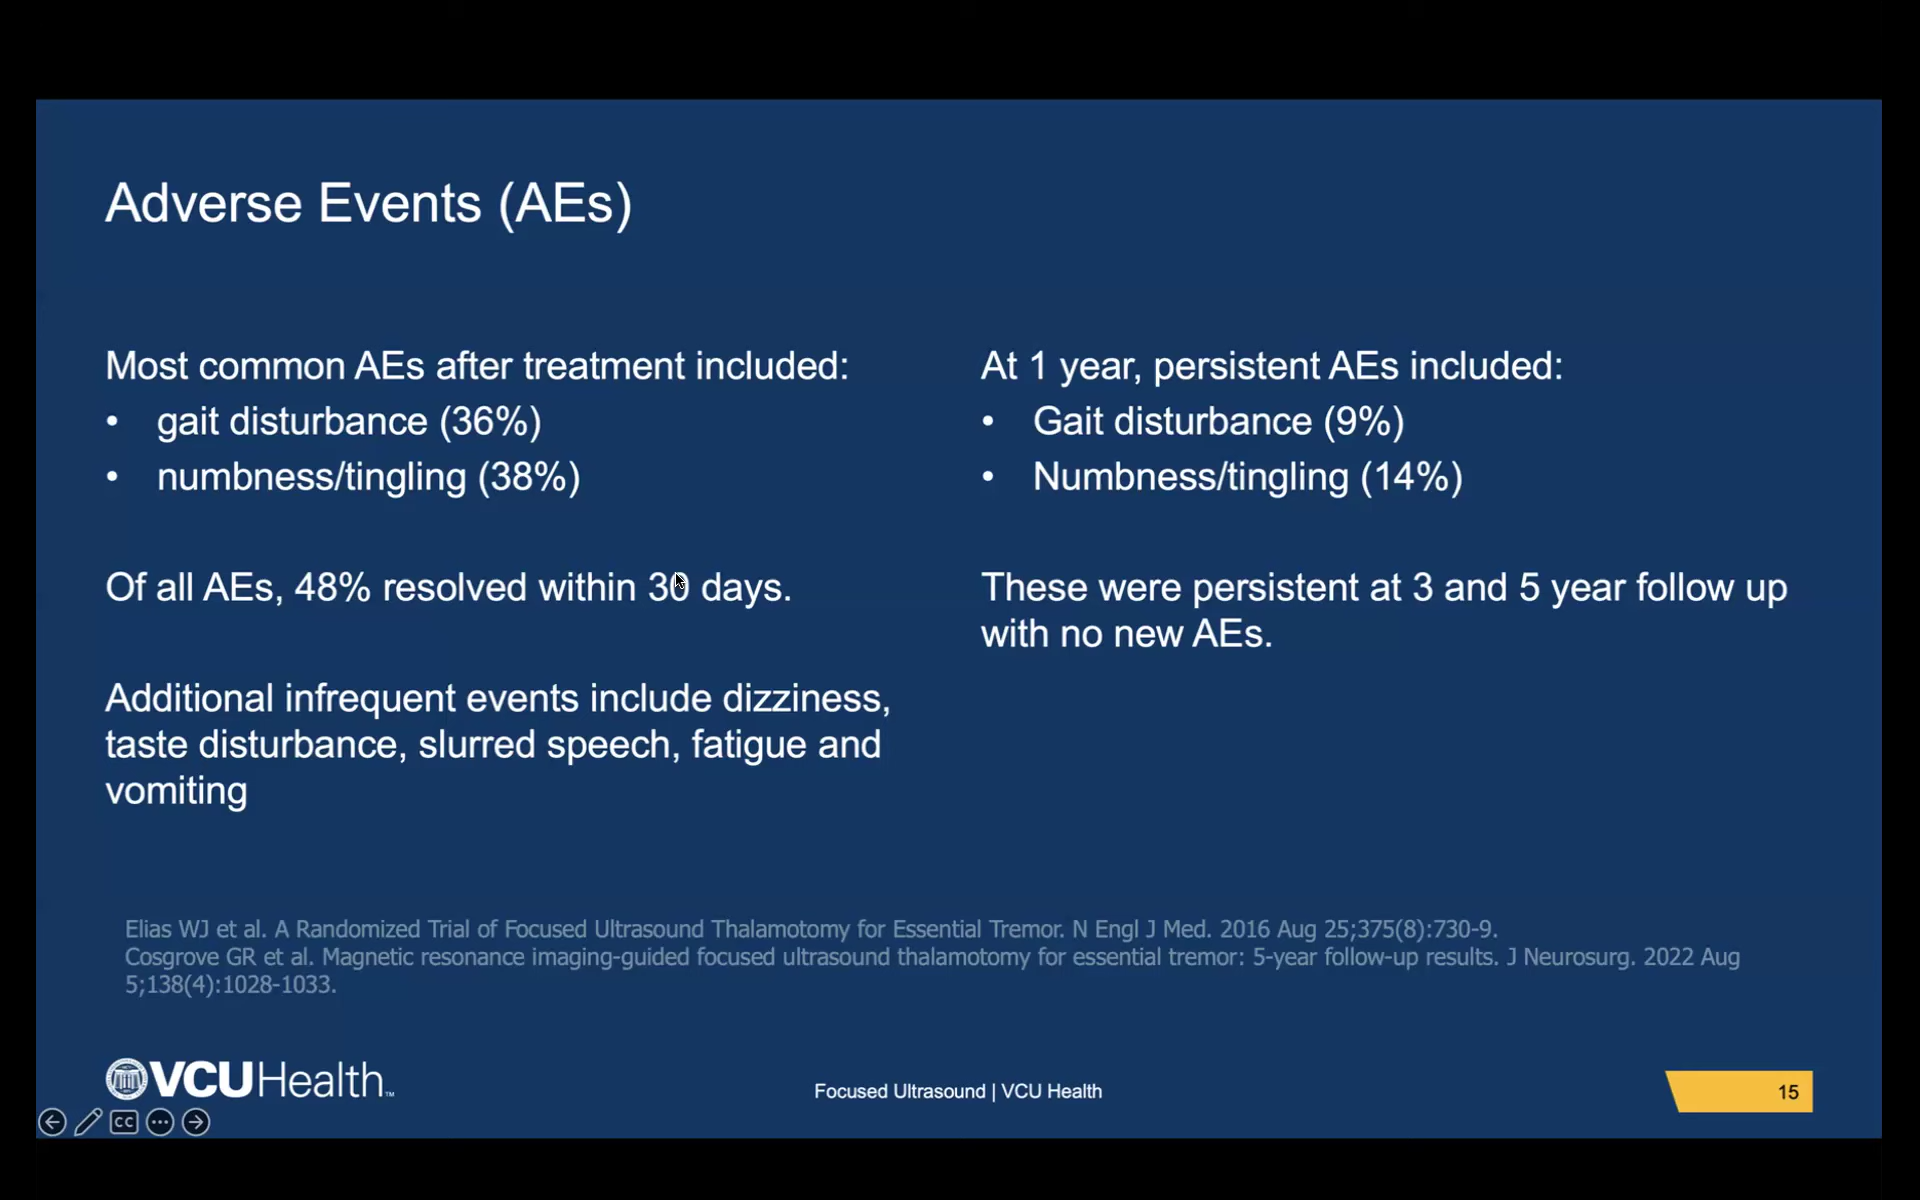 Adverse Events (AEs)
Most common AEs after treatment included:
• gait disturbance (36%)
• numbness/tingling (38%)
Of all AEs, 48% resolved within 30 days.
Additional infrequent events include dizziness,
taste disturbance, slurred speech, fatigue and
vomiting
At 1 year, persistent AEs included:
• Gait disturbance (9%)
• Numbness/tingling (14%)
These were persistent at 3 and 5 year follow up
with no new AEs.
Elias WJ et al. A Randomized Trial of Focused Ultrasound Thalamotomy for Essential Tremor. N Engl J Med. 2016 Aug 25;375(8):730-9.
Cosgrove GR et al. Magnetic resonance imaging-guided focused ultrasound thalamotomy for essential tremor: 5-year follow-up results. J Neurosurg. 2022 Aug
5;138(4):1028-1033.
VCUHealth™
Focused Ultrasound | VCU Health
15
CC